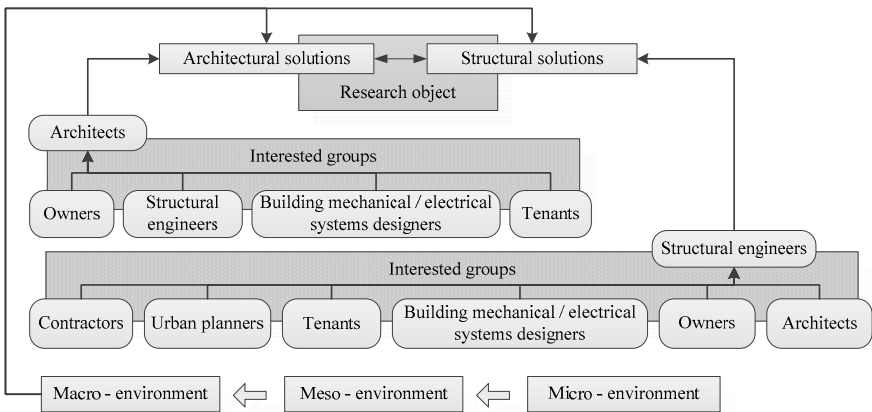 Architectural solutions
Structural solutions
Research object
Architects
Interested groups
Owners
Structural
engineers
Building mechanical / electrical
systems designers
Tenants
Structural engineers
Interested groups
Contractors
Urban planners
Tenants
Building mechanical / electrical
systems designers
Owners
Architects
Macro - environment
Meso - environment
Micro - environment